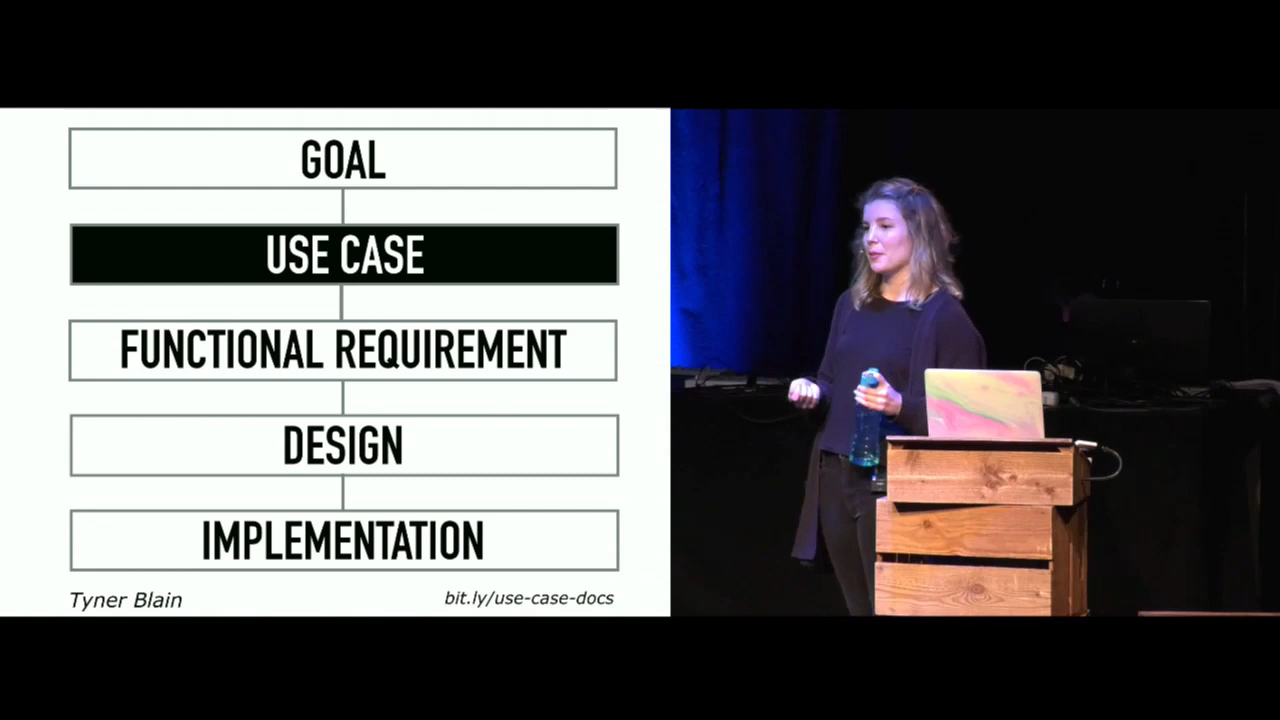 GOAL
USE CASE
FUNCTIONAL REQUIREMENT
DESIGN
IMPLEMENTATION
Tyner Blain
bit.ly/use-case-docs